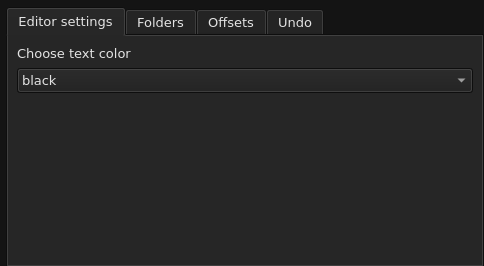 Editor settings Folders Offsets Undo
Choose text color
black